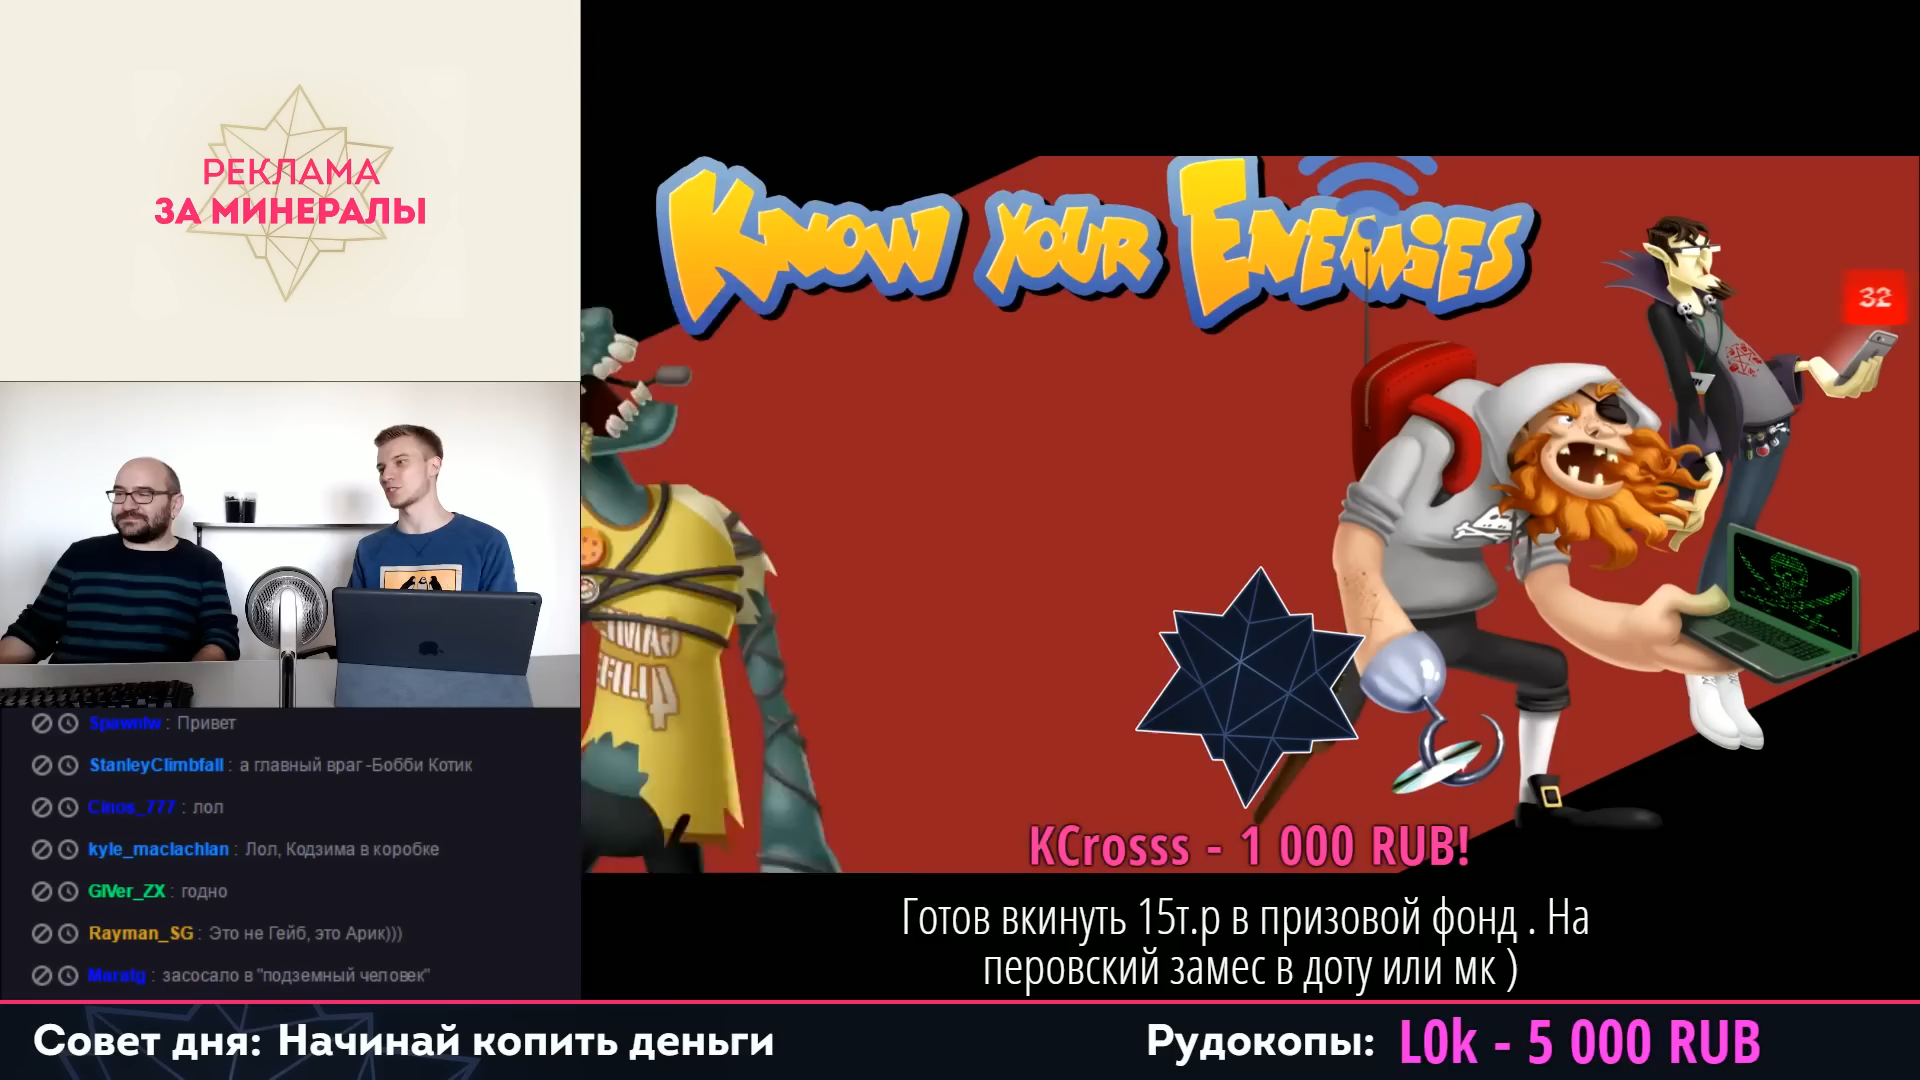 РЕКЛАМА
ЗА МИНЕРАЛЫ
KNOW YOUR ENEMIES
32
GAME
4 LIFE
Spawnlw : Привет
StanleyClimbfall : а главный враг -Бобби Котик
Cinos_777 : лол
kyle_maclachlan : Лол, Кодзима в коробке
GIVer_ZX : годно
Rayman_SG : Это не Гейб, это Арик)))
Maralg : засосало в "подземный человек"
KCrosss - 1 000 RUB!
Готов вкинуть 15т.р в призовой фонд . На
перовский замес в доту или мк )
Совет дня: Начинай копить деньги
Рудокопы: L0k - 5 000 RUB